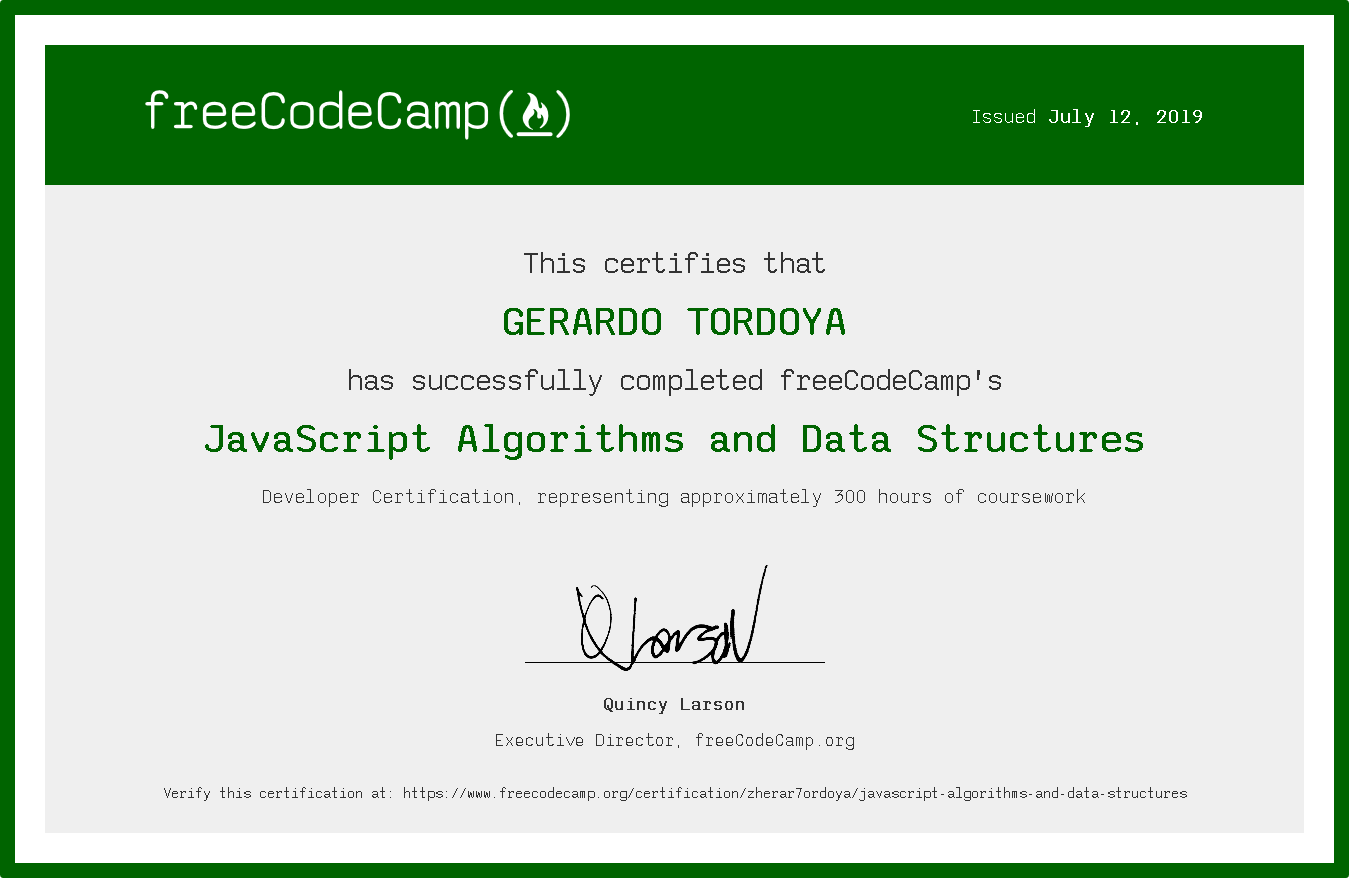 freeCodeCamp(🔥)
Issued July 12, 2019
This certifies that
GERARDO TORDOYA
has successfully completed freeCodeCamp's
JavaScript Algorithms and Data Structures
Developer Certification, representing approximately 300 hours of coursework
Q Larson
Quincy Larson
Executive Director, freeCodeCamp.org
Verify this certification at: https://www.freecodecamp.org/certification/zherar7ordoya/javascript-algorithms-and-data-structures